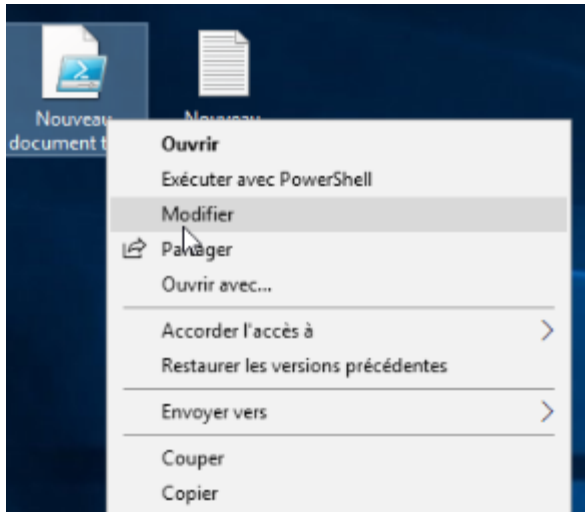 Nouveau
document t
Nouveau
Ouvrir
Exécuter avec PowerShell
Modifier
Partager
Ouvrir avec...
Accorder l'accès à
Restaurer les versions précédentes
Envoyer vers
Couper
Copier